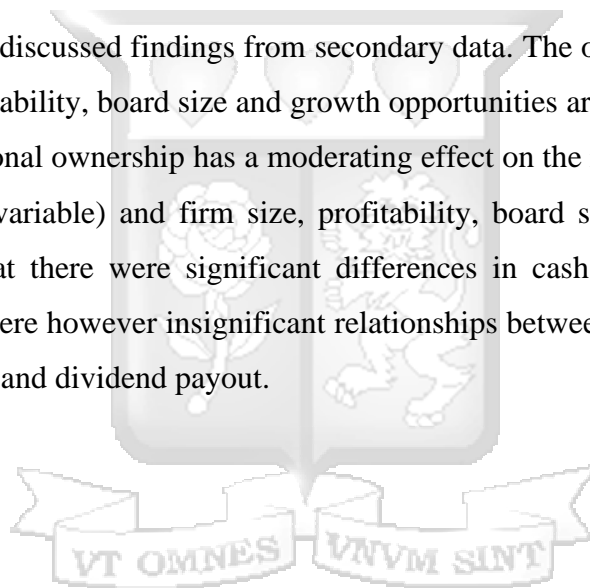 discussed findings from secondary data. The o
ability, board size and growth opportunities ar
onal ownership has a moderating effect on the
variable) and firm size, profitability, board s
at there were significant differences in cash
ere however insignificant relationships between
and dividend payout.
VT OMNES VNVM SINT